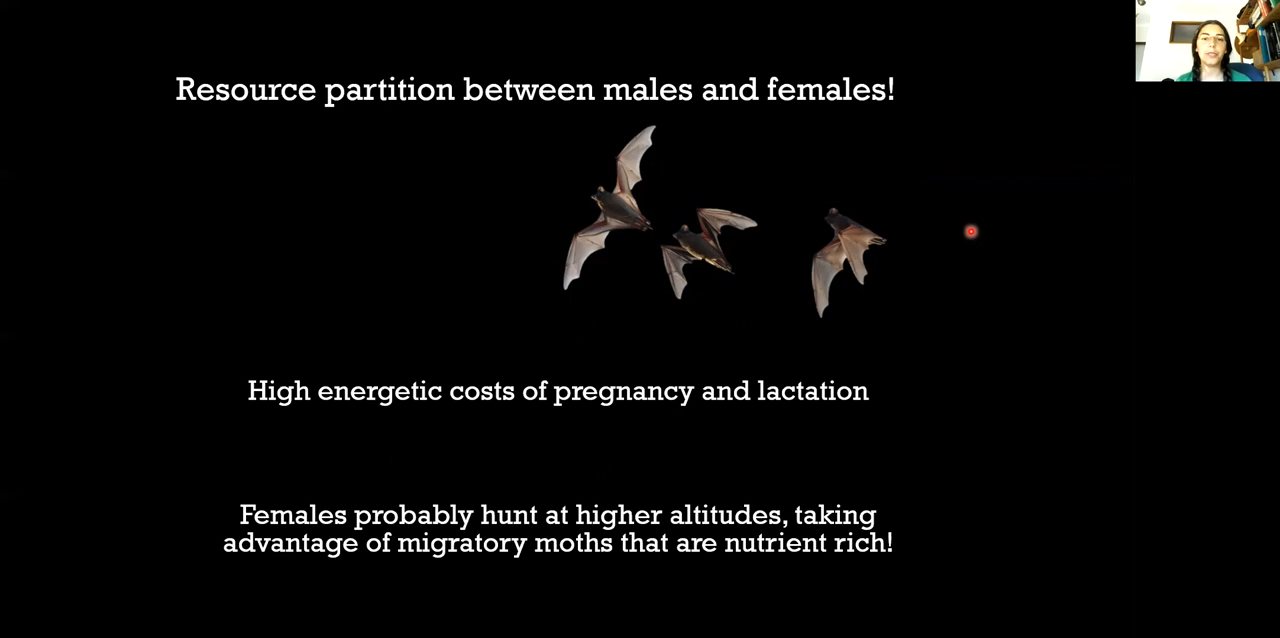 Resource partition between males and females!
High energetic costs of pregnancy and lactation
Females probably hunt at higher altitudes, taking
advantage of migratory moths that are nutrient rich!